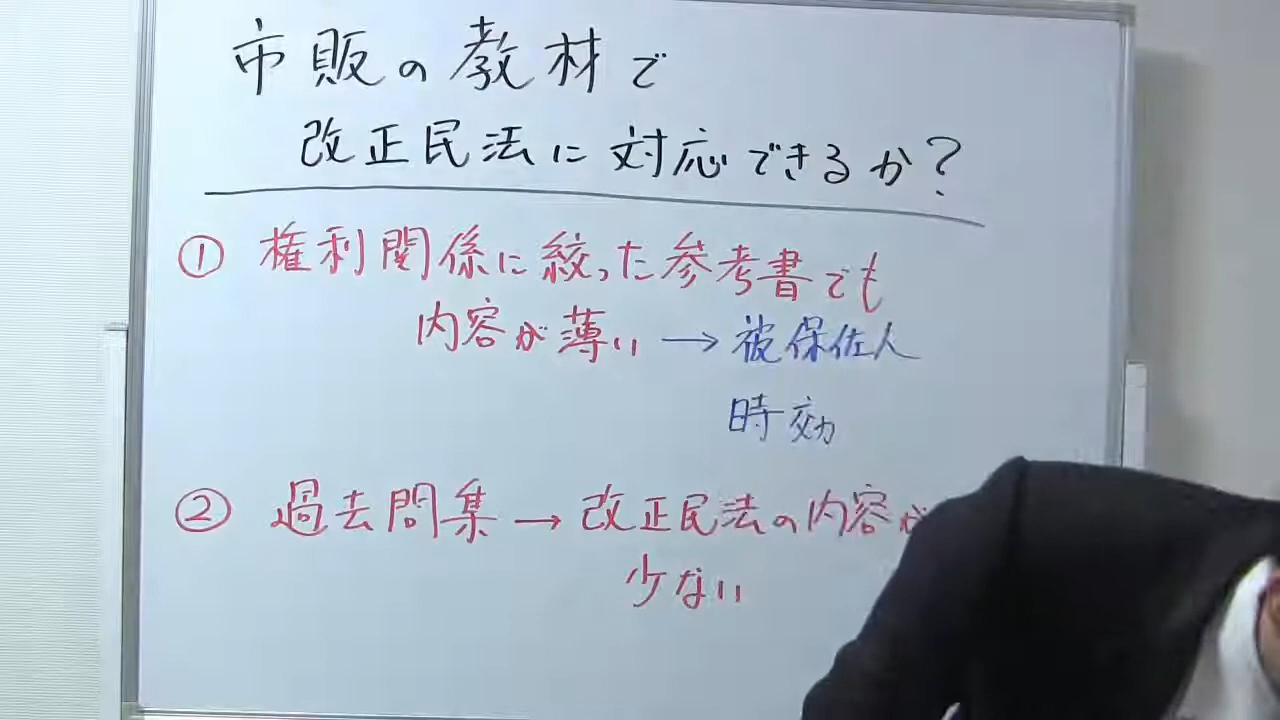 市販の教材で
改正民法に対応できるか?
① 権利関係に絞った参考書でも
内容が薄い → 被保佐人
時効
② 過去問集 → 改正民法の内容が
少ない